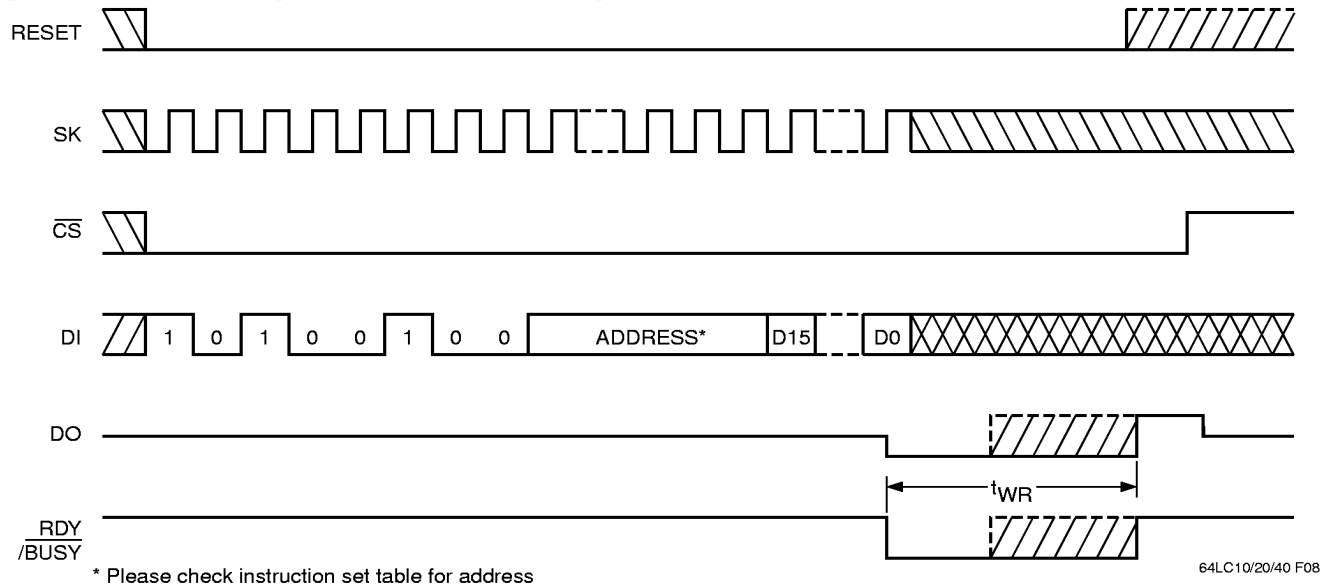 RESET
SK
CS
DI 1 0 1 0 0 1 0 0 ADDRESS* D15 D0
DO
tWR
RDY
/BUSY
* Please check instruction set table for address
64LC10/20/40 F08